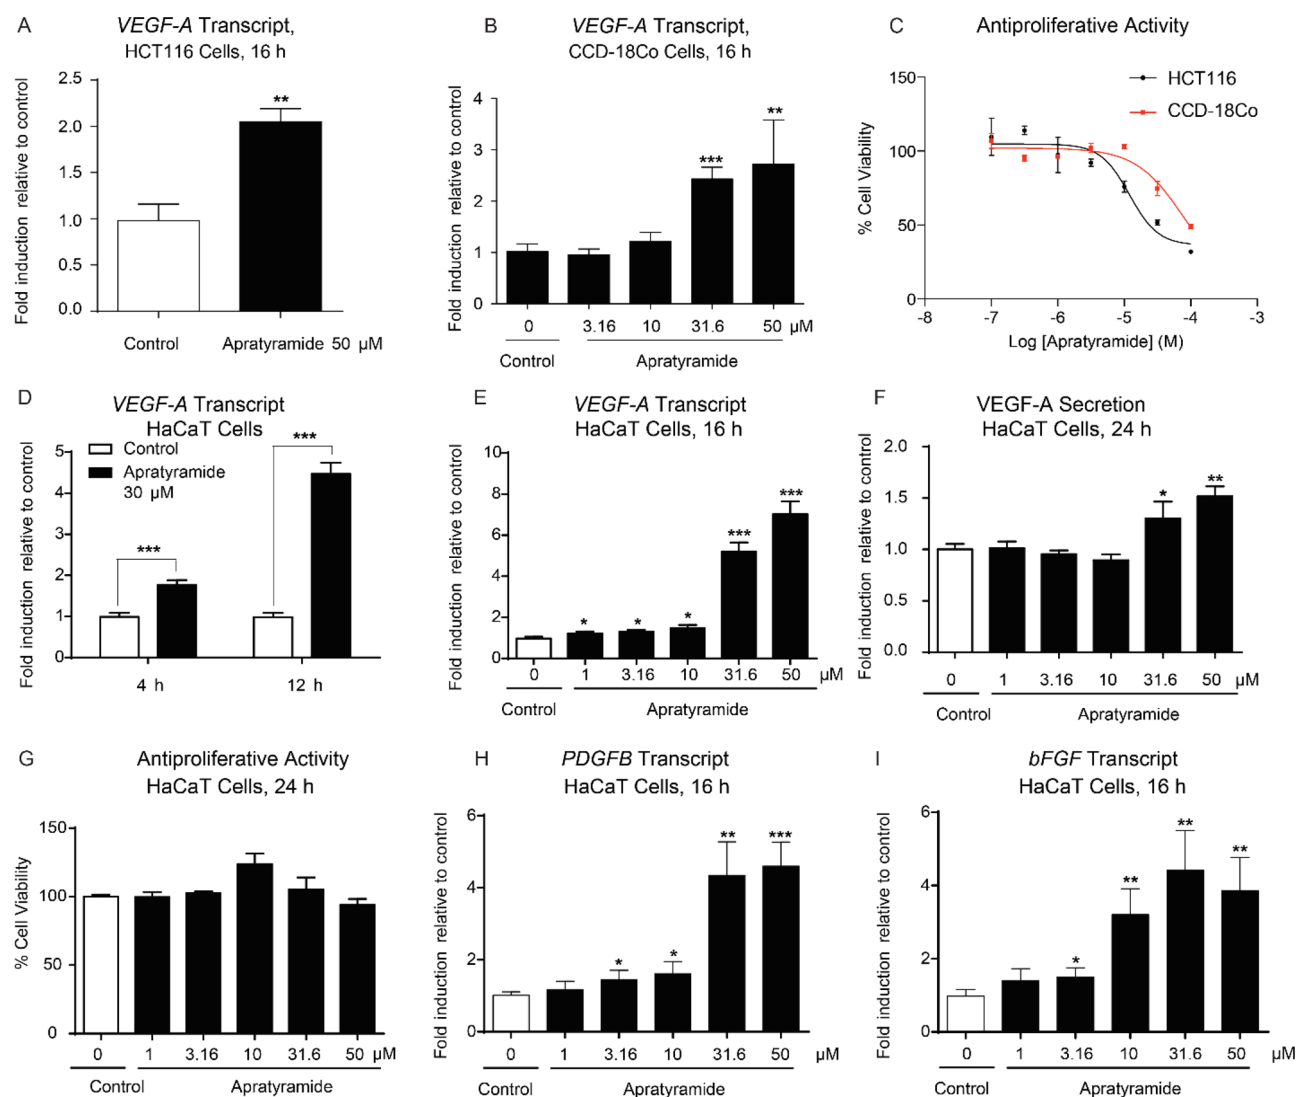 A
VEGF-A Transcript,
HCT116 Cells, 16 h
Fold induction relative to control
2.5
2.0
1.5
1.0
0.5
0.0
**
Control
Apratyramide 50 µM
B
VEGF-A Transcript,
CCD-18Co Cells, 16 h
Fold induction relative to control
4
3
2
1
0
***
**
0 3.16 10 31.6 50 µM
Control Apratyramide
C
Antiproliferative Activity
% Cell Viability
150
100
50
0
HCT116
CCD-18Co
-8 -7 -6 -5 -4 -3
Log [Apratyramide] (M)
D
VEGF-A Transcript
HaCaT Cells
Fold induction relative to control
5
4
3
2
1
0
Control
Apratyramide
30 µM
***
***
4 h 12 h
E
VEGF-A Transcript
HaCaT Cells, 16 h
Fold induction relative to control
10
8
6
4
2
0
* * * *** ***
0 1 3.16 10 31.6 50 µM
Control Apratyramide
F
VEGF-A Secretion
HaCaT Cells, 24 h
Fold induction relative to control
2.0
1.5
1.0
0.5
0.0
* **
0 1 3.16 10 31.6 50 µM
Control Apratyramide
G
Antiproliferative Activity
HaCaT Cells, 24 h
% Cell Viability
150
100
50
0
0 1 3.16 10 31.6 50 µM
Control Apratyramide
H
PDGFB Transcript
HaCaT Cells, 16 h
Fold induction relative to control
6
4
2
0
* * ** ***
0 1 3.16 10 31.6 50 µM
Control Apratyramide
I
bFGF Transcript
HaCaT Cells, 16 h
Fold induction relative to control
6
4
2
0
* ** ** **
0 1 3.16 10 31.6 50 µM
Control Apratyramide